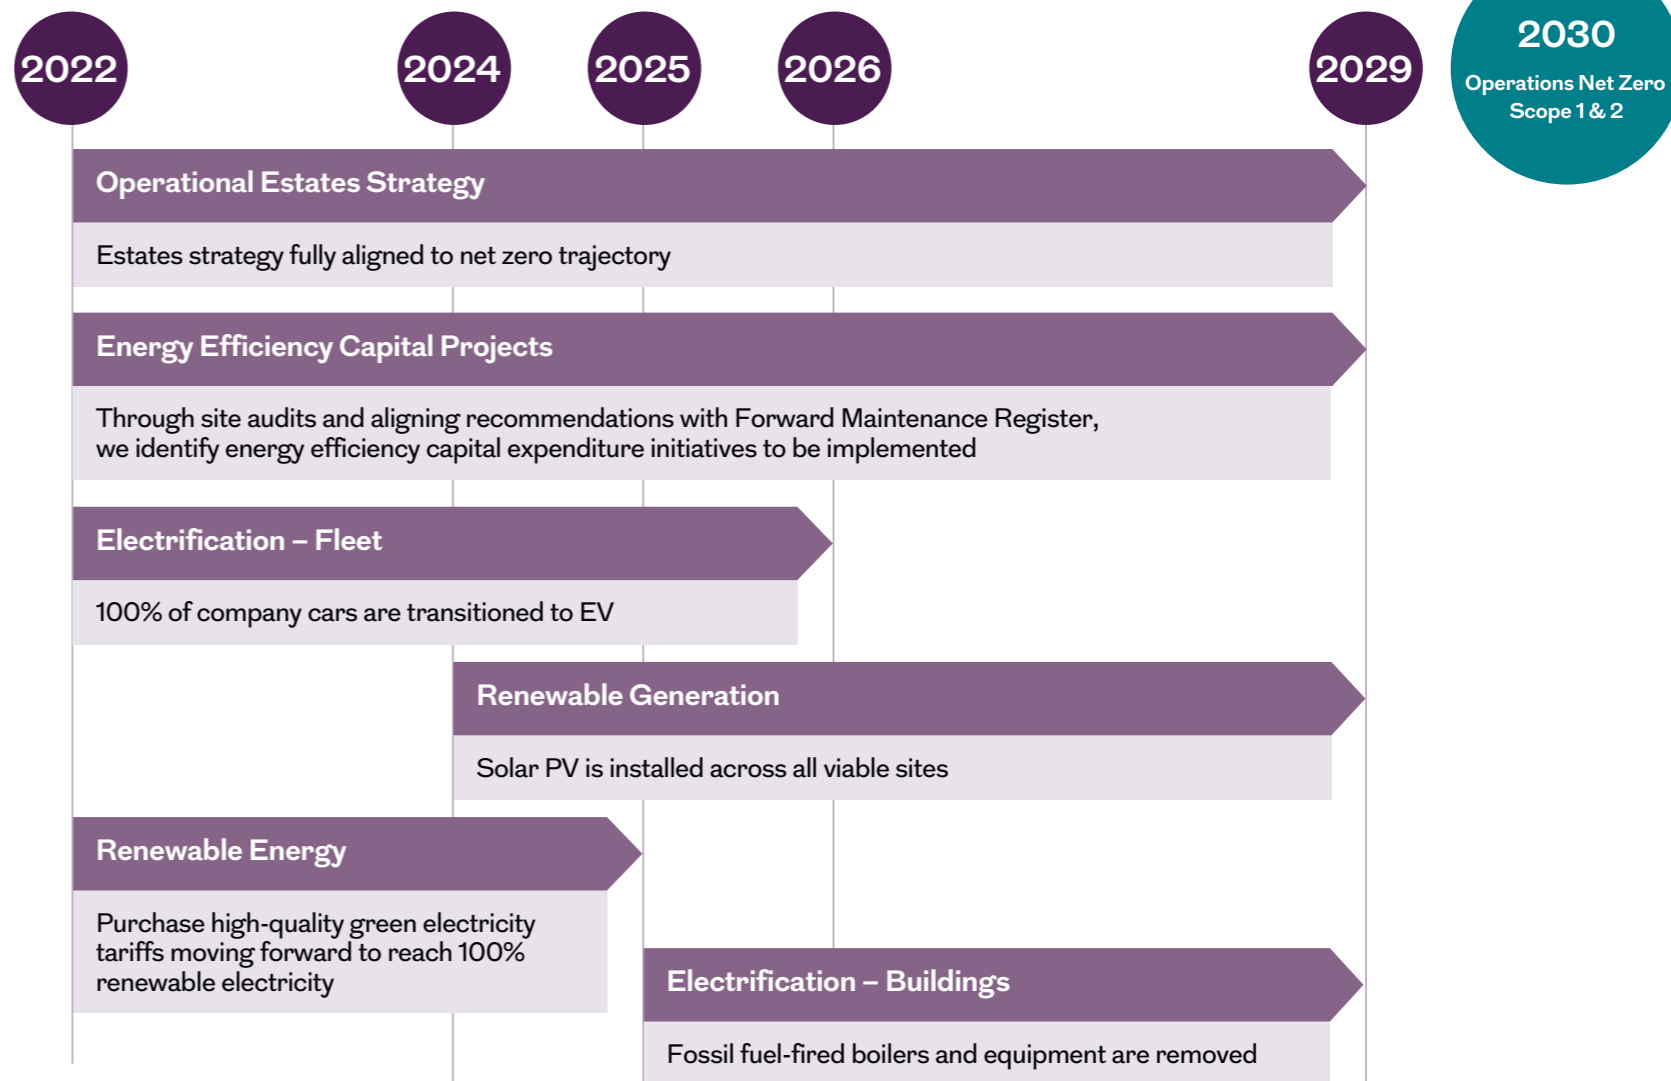 2022
2024
2025
2026
2029
2030
Operations Net Zero
Scope 1 & 2
Operational Estates Strategy
Estates strategy fully aligned to net zero trajectory
Energy Efficiency Capital Projects
Through site audits and aligning recommendations with Forward Maintenance Register,
we identify energy efficiency capital expenditure initiatives to be implemented
Electrification – Fleet
100% of company cars are transitioned to EV
Renewable Generation
Solar PV is installed across all viable sites
Renewable Energy
Purchase high-quality green electricity
tariffs moving forward to reach 100%
renewable electricity
Electrification – Buildings
Fossil fuel-fired boilers and equipment are removed